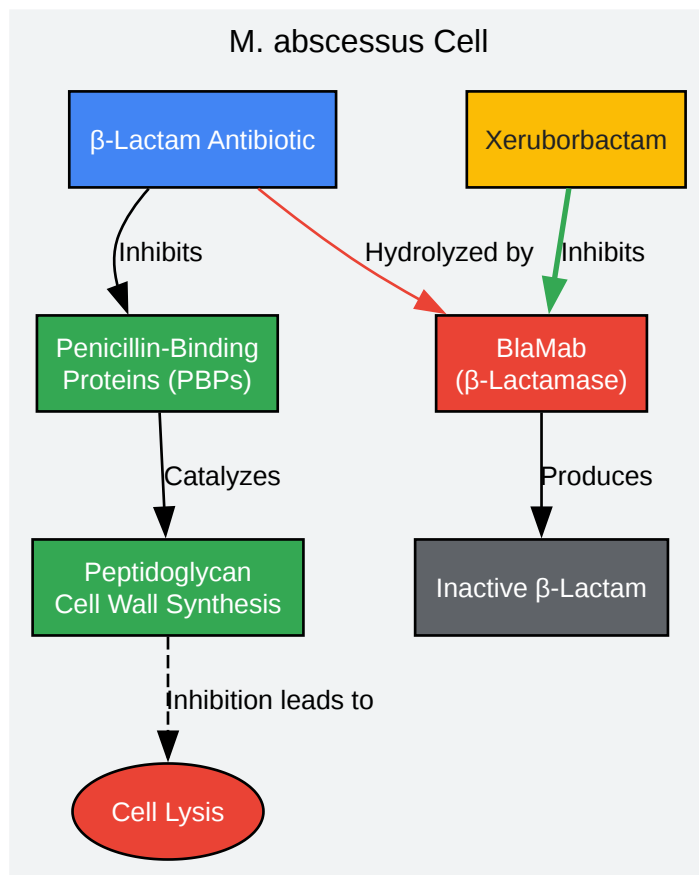 M. abscessus Cell
β-Lactam Antibiotic
Xeruborbactam
Inhibits
Hydrolyzed by
Inhibits
Penicillin-Binding
Proteins (PBPs)
BlaMab
(β-Lactamase)
Catalyzes
Produces
Peptidoglycan
Cell Wall Synthesis
Inactive β-Lactam
Inhibition leads to
Cell Lysis